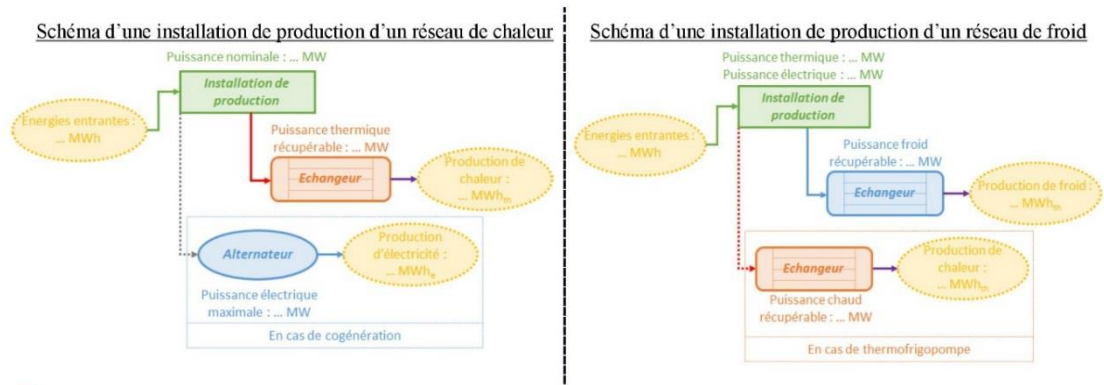 Schéma d'une installation de production d'un réseau de chaleur
Puissance nominale : ... MW
Installation de
production
Energies entrantes :
... MWh
Puissance thermique
récupérable : ... MW
Echangeur
Production de
chaleur :
... MWhth
Alternateur
Production
d'électricité :
... MWhe
Puissance électrique
maximale : ... MW
En cas de cogénération
Schéma d'une installation de production d'un réseau de froid
Puissance thermique : ... MW
Puissance électrique : ... MW
Installation de
production
Energies entrantes :
... MWh
Puissance froid
récupérable : ... MW
Echangeur
Production de froid :
... MWhth
Echangeur
Production de
chaleur :
... MWhth
Puissance chaud
récupérable : ... MW
En cas de thermofrigopompe